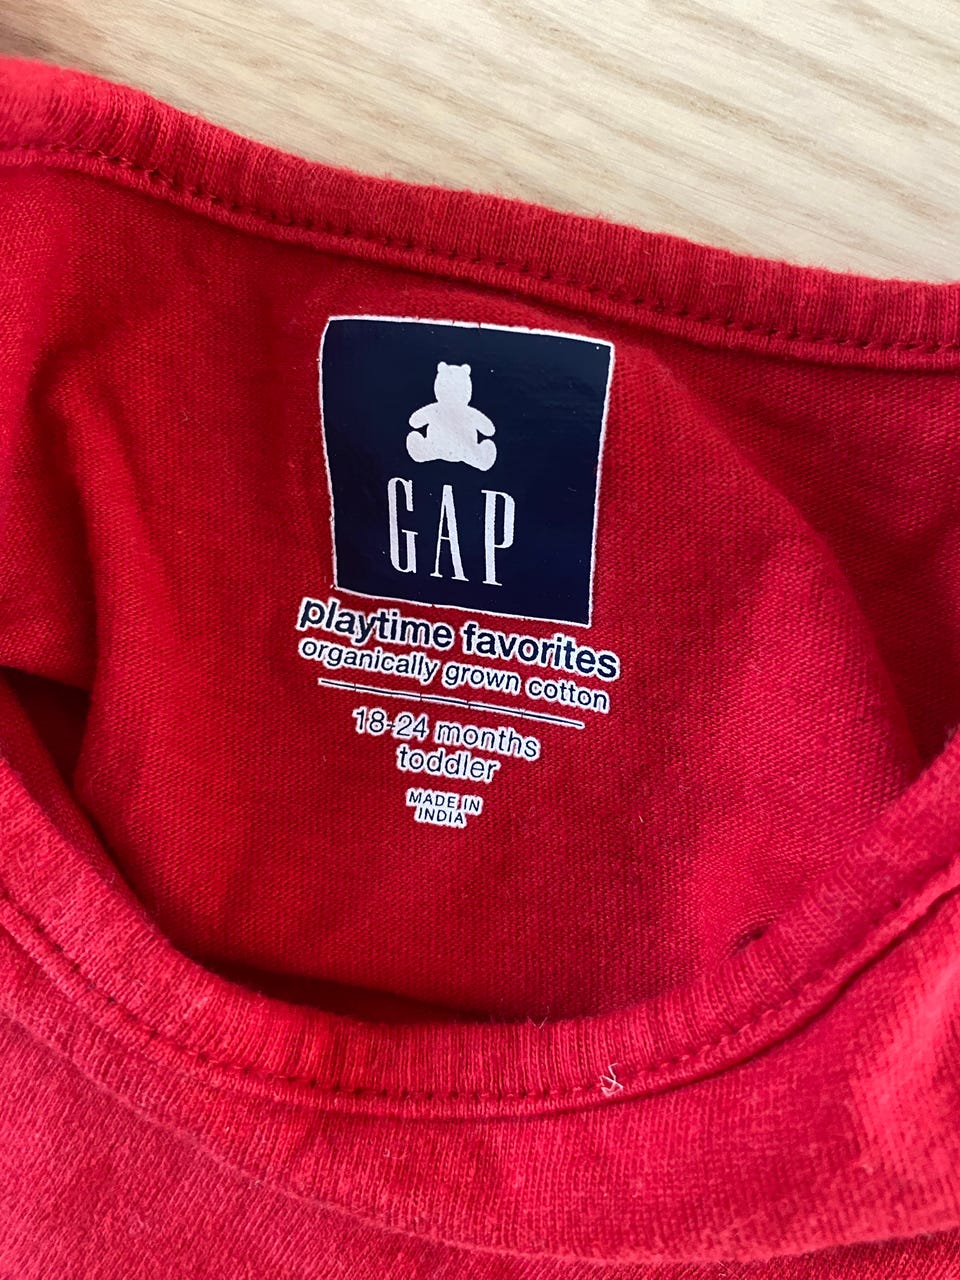 GAP
playtime favorites
organically grown cotton
18-24 months
toddler
MADE IN
INDIA